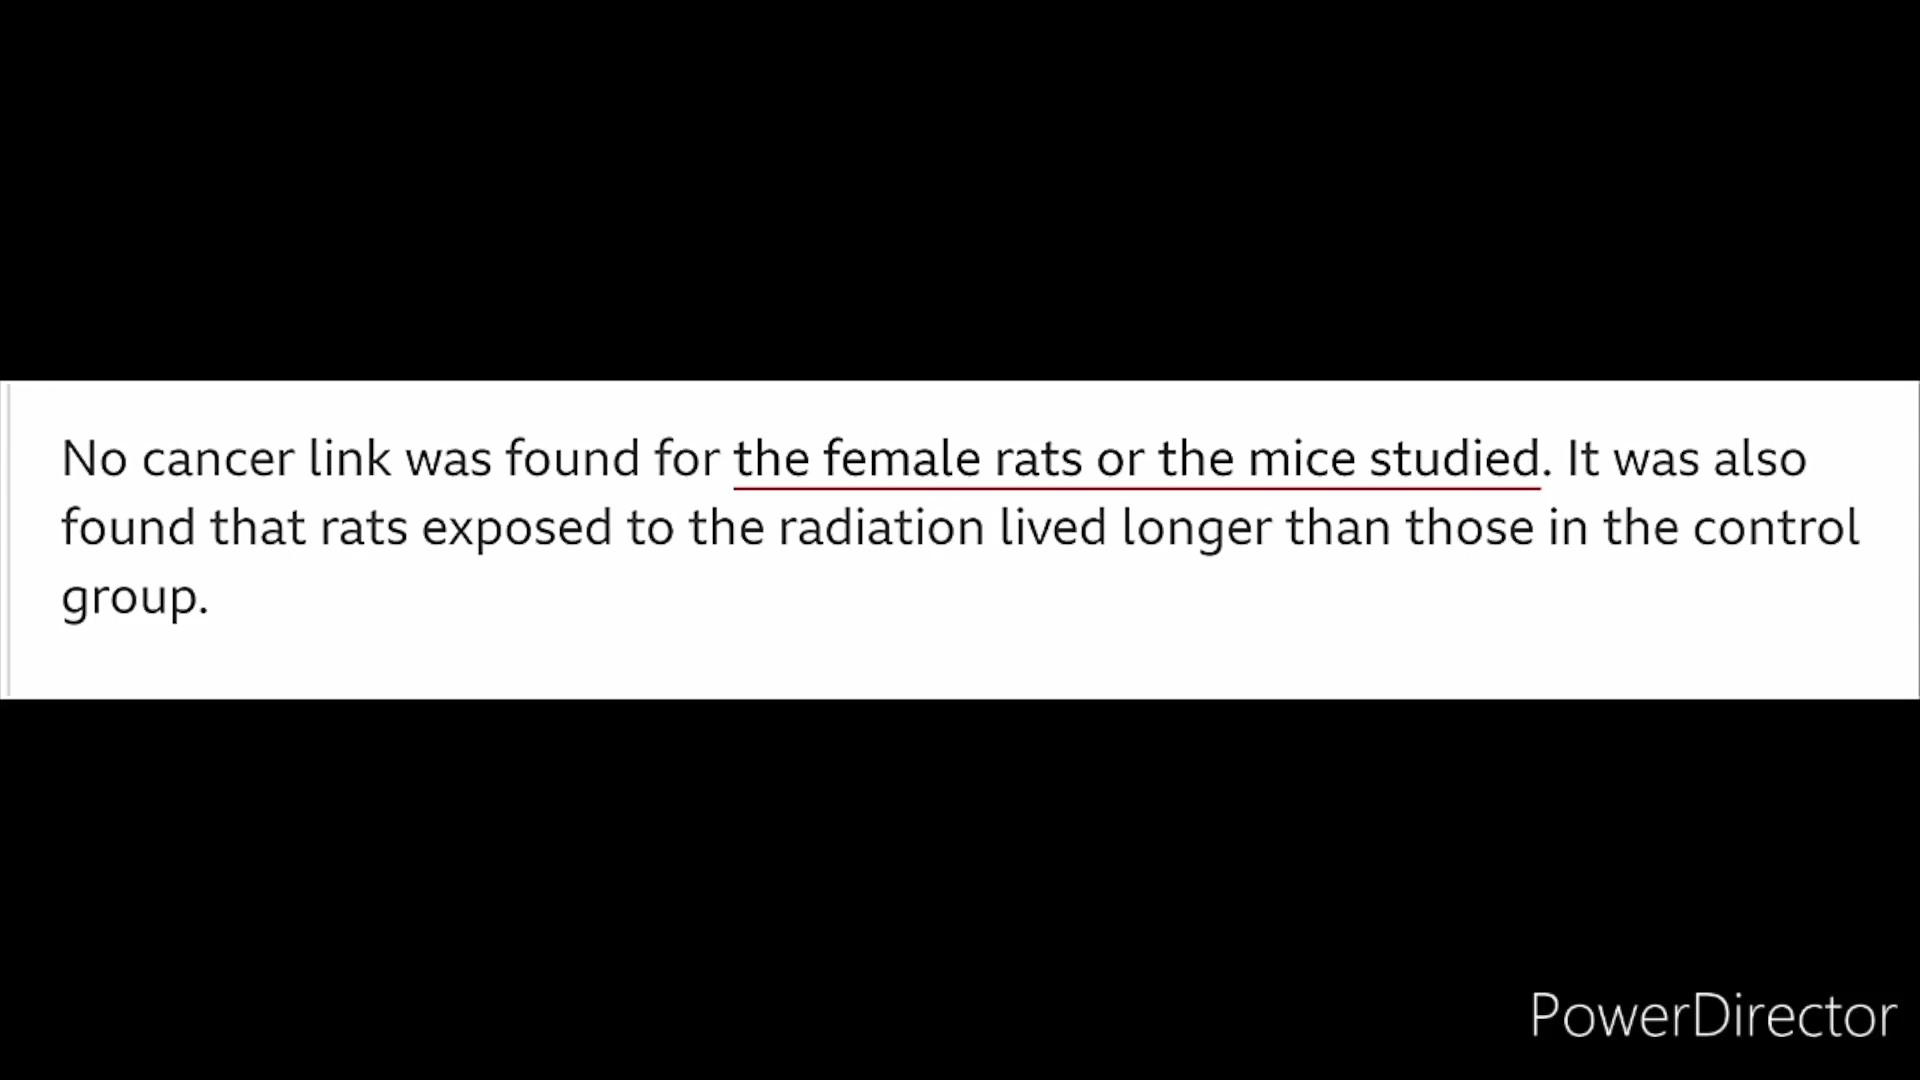 No cancer link was found for the female rats or the mice studied. It was also
found that rats exposed to the radiation lived longer than those in the control
group.
PowerDirector